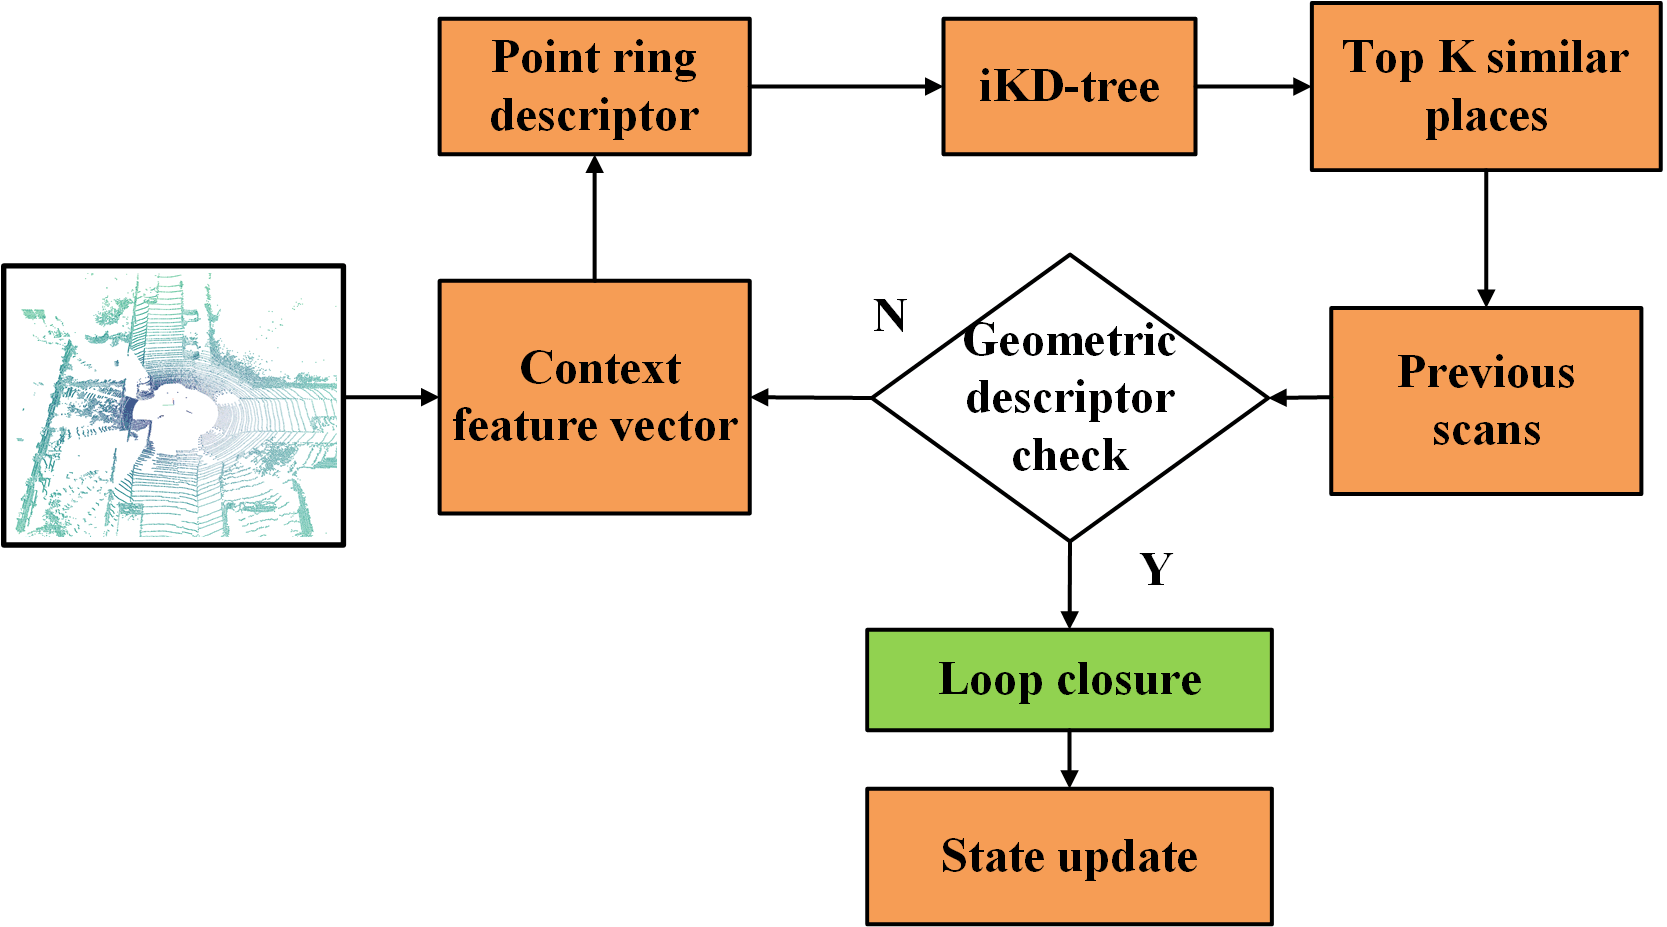 Point ring
descriptor
iKD-tree
Top K similar
places
Context
feature vector
N
Geometric
descriptor
check
Previous
scans
Y
Loop closure
State update